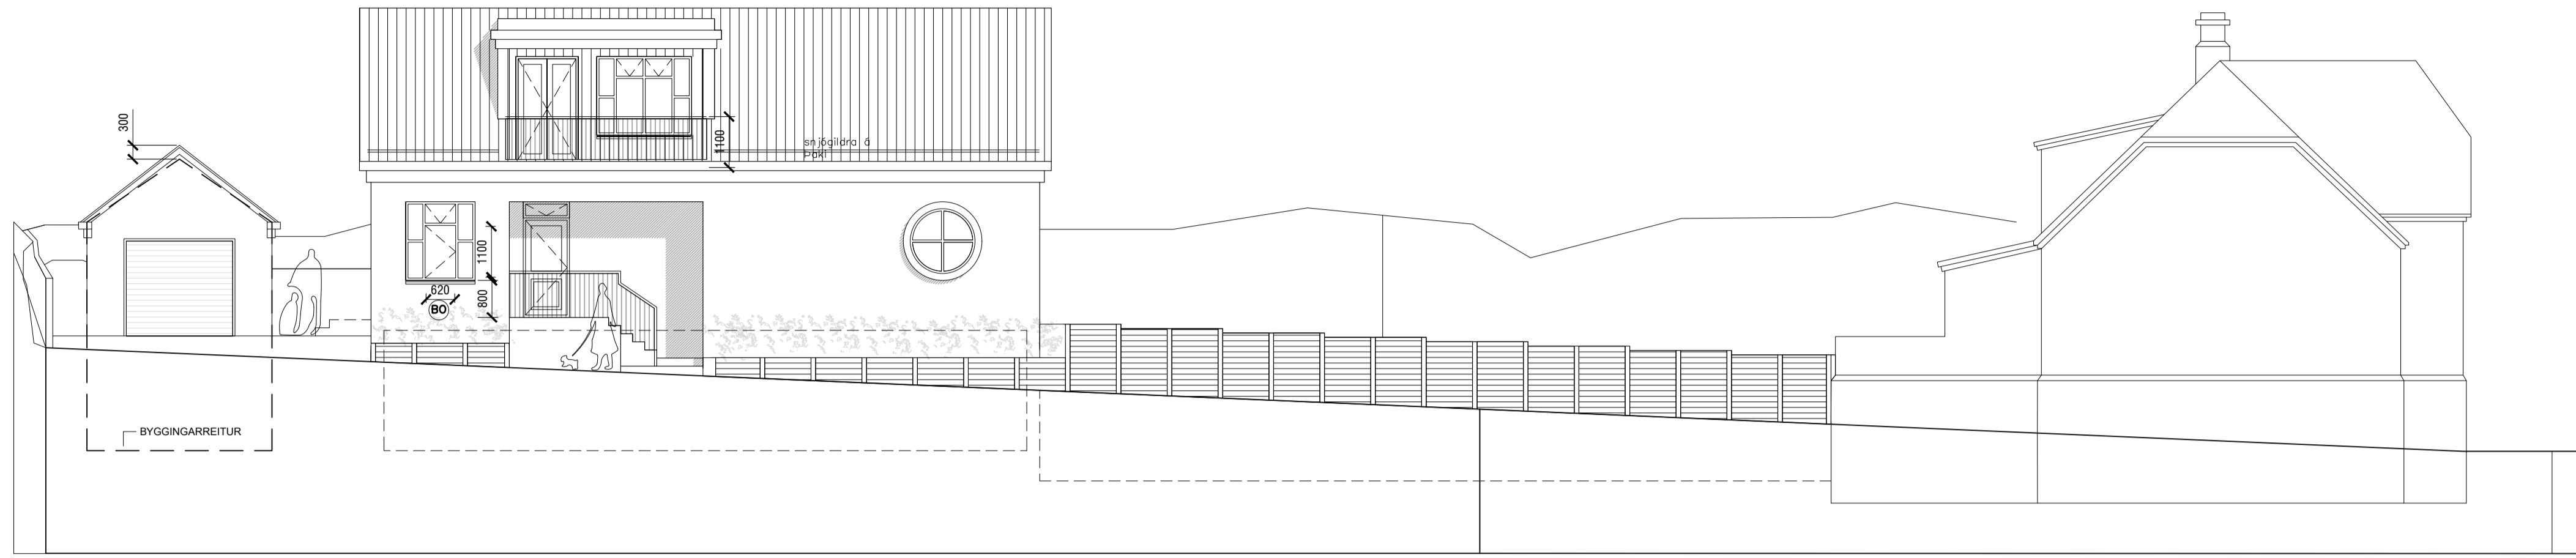 300
1100
snjógildra á
Þaki
1100
620
800
BO
BYGGINGARREITUR